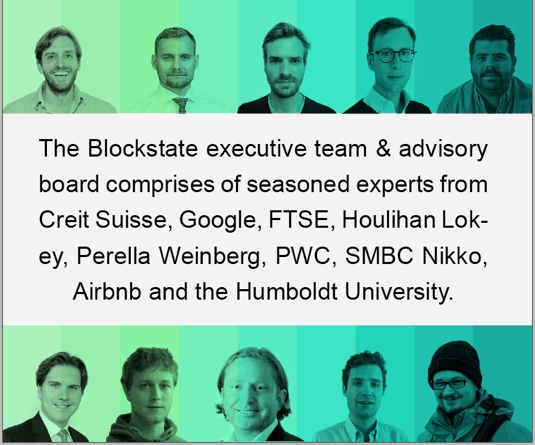 The Blockstate executive team & advisory
board comprises of seasoned experts from
Creit Suisse, Google, FTSE, Houlihan Lok-
ey, Perella Weinberg, PWC, SMBC Nikko,
Airbnb and the Humboldt University.